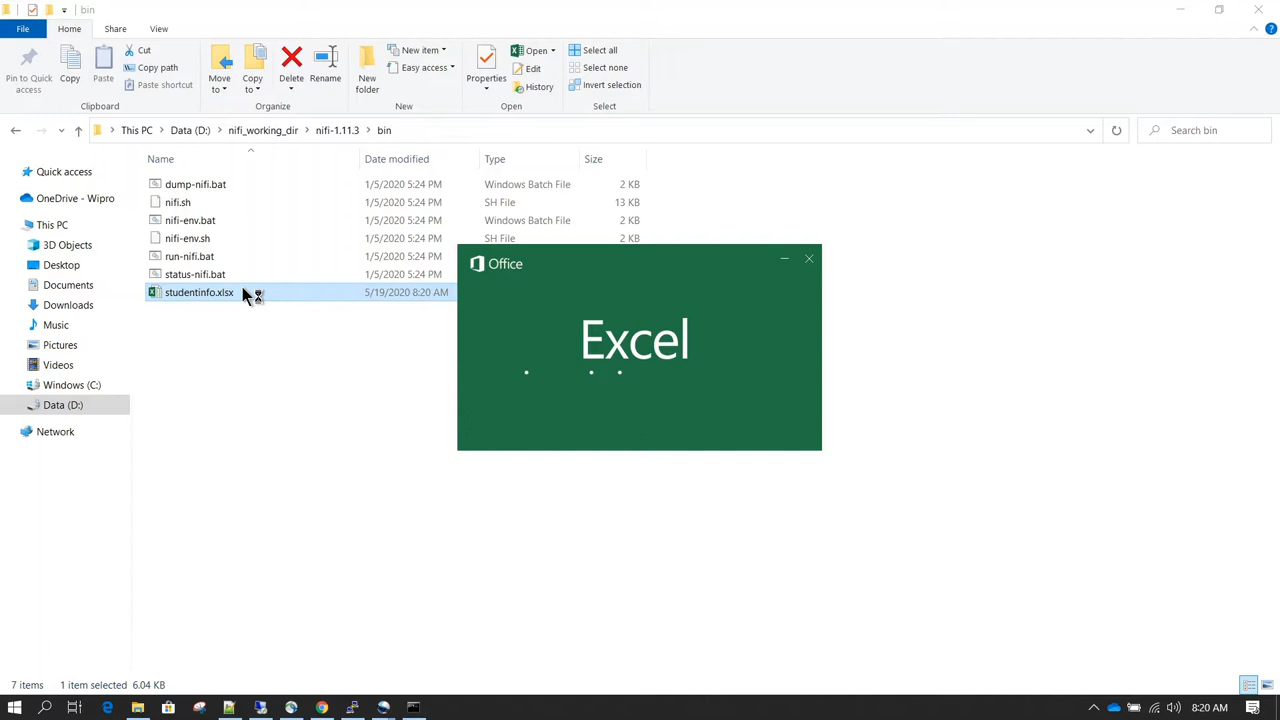 bin
File Home Share View
Pin to Quick access
Copy
Paste
Cut
Copy path
Paste shortcut
Move to
Copy to
Delete
Rename
New folder
New item
Easy access
Properties
Open
Edit
History
Select all
Select none
Invert selection
Clipboard Organize New Open Select
This PC Data (D:) nifi_working_dir nifi-1.11.3 bin
Search bin
Quick access
OneDrive - Wipro
This PC
3D Objects
Desktop
Documents
Downloads
Music
Pictures
Videos
Windows (C:)
Data (D:)
Network
Name Date modified Type Size
dump-nifi.bat 1/5/2020 5:24 PM Windows Batch File 2 KB
nifi.sh 1/5/2020 5:24 PM SH File 13 KB
nifi-env.bat 1/5/2020 5:24 PM Windows Batch File 2 KB
nifi-env.sh 1/5/2020 5:24 PM SH File 2 KB
run-nifi.bat 1/5/2020 5:24 PM
status-nifi.bat 1/5/2020 5:24 PM
studentinfo.xlsx 5/19/2020 8:20 AM
Office
Excel
7 items 1 item selected 6.04 KB
8:20 AM